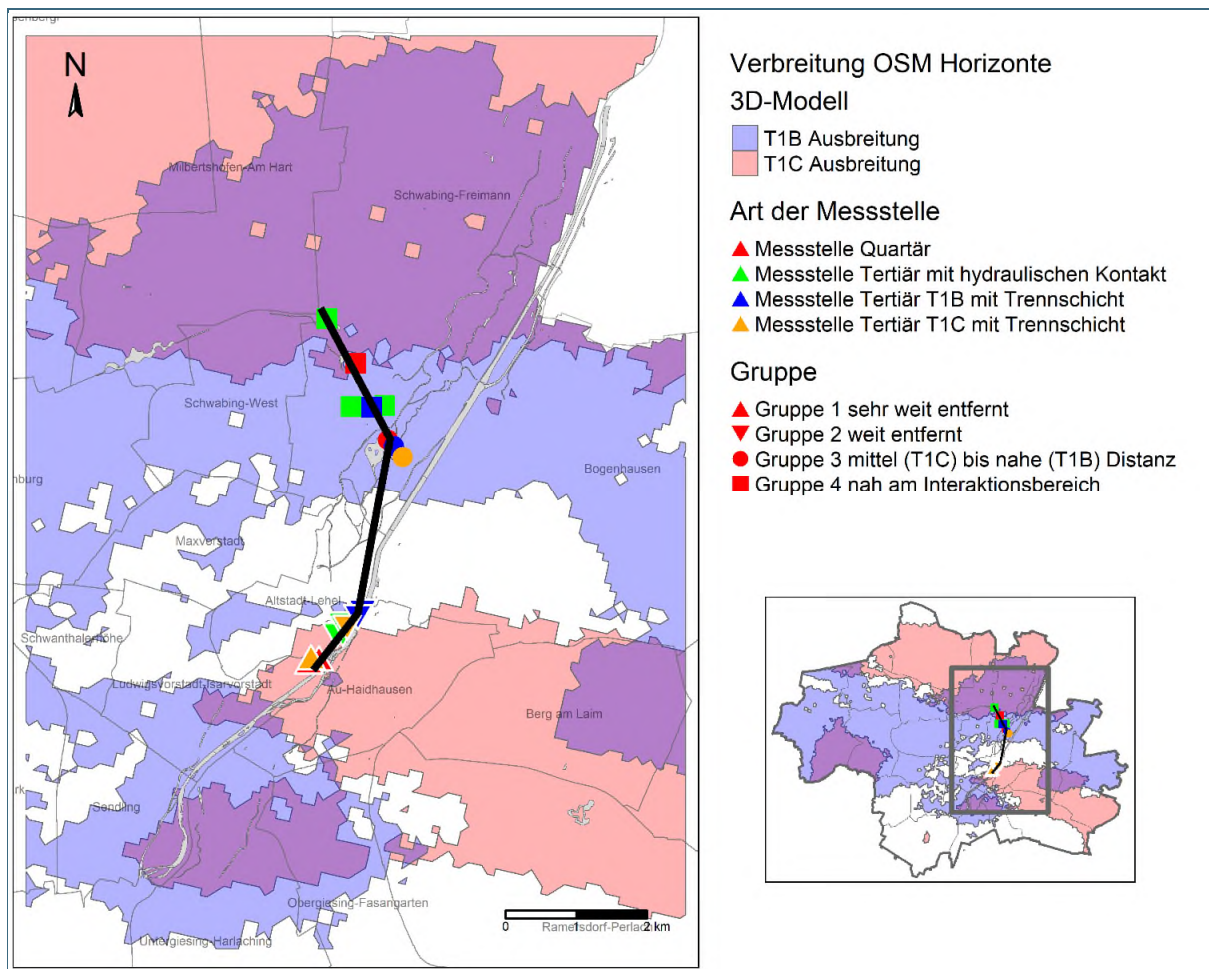 N
Milbertshofen-Am Hart
Schwabing-Freimann
Schwabing-West
Bogenhausen
nburg
Maxvorstadt
Altstadt-Lehel
Schwanthalerhöhe
Ludwigsvorstadt-Isarvorstadt
Au-Haidhausen
Berg am Laim
Sendling
Obergiesing-Fasangarten
Untergiesing-Harlaching
0 1 2 km
Ramersdorf-Perlach
Verbreitung OSM Horizonte
3D-Modell
T1B Ausbreitung
T1C Ausbreitung
Art der Messstelle
Messstelle Quartär
Messstelle Tertiär mit hydraulischen Kontakt
Messstelle Tertiär T1B mit Trennschicht
Messstelle Tertiär T1C mit Trennschicht
Gruppe
Gruppe 1 sehr weit entfernt
Gruppe 2 weit entfernt
Gruppe 3 mittel (T1C) bis nahe (T1B) Distanz
Gruppe 4 nah am Interaktionsbereich